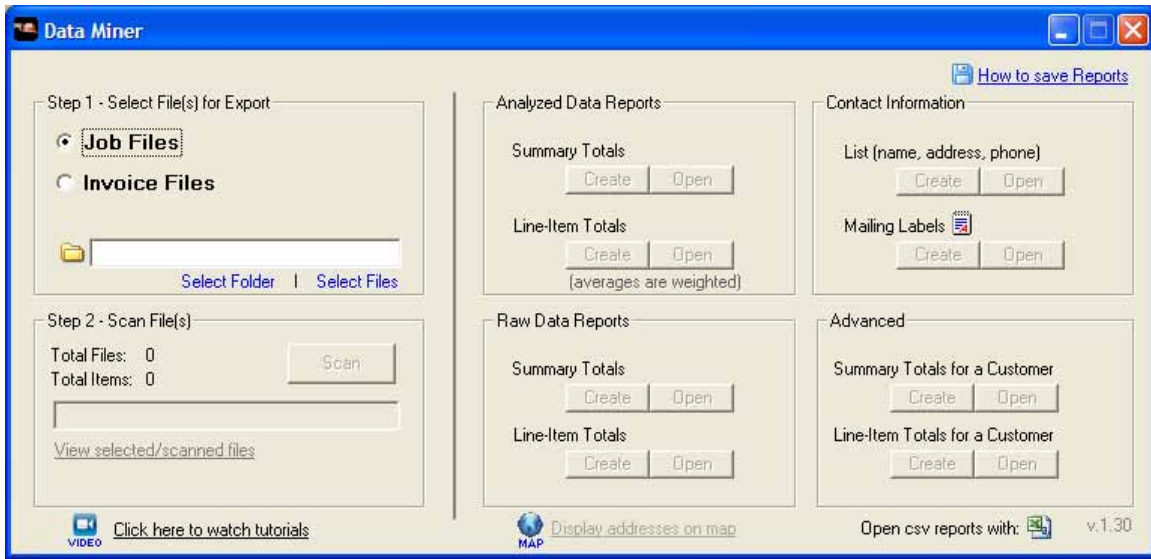 Data Miner
How to save Reports
Step 1 - Select File(s) for Export
Job Files
Invoice Files
Select Folder | Select Files
Step 2 - Scan File(s)
Total Files: 0
Scan
Total Items: 0
View selected/scanned files
VIDEO
Click here to watch tutorials
Analyzed Data Reports
Summary Totals
Create Open
Line-Item Totals
Create Open
(averages are weighted)
Raw Data Reports
Summary Totals
Create Open
Line-Item Totals
Create Open
MAP
Display addresses on map
Contact Information
List (name, address, phone)
Create Open
Mailing Labels
Create Open
Advanced
Summary Totals for a Customer
Create Open
Line-Item Totals for a Customer
Create Open
Open csv reports with:
v.1.30